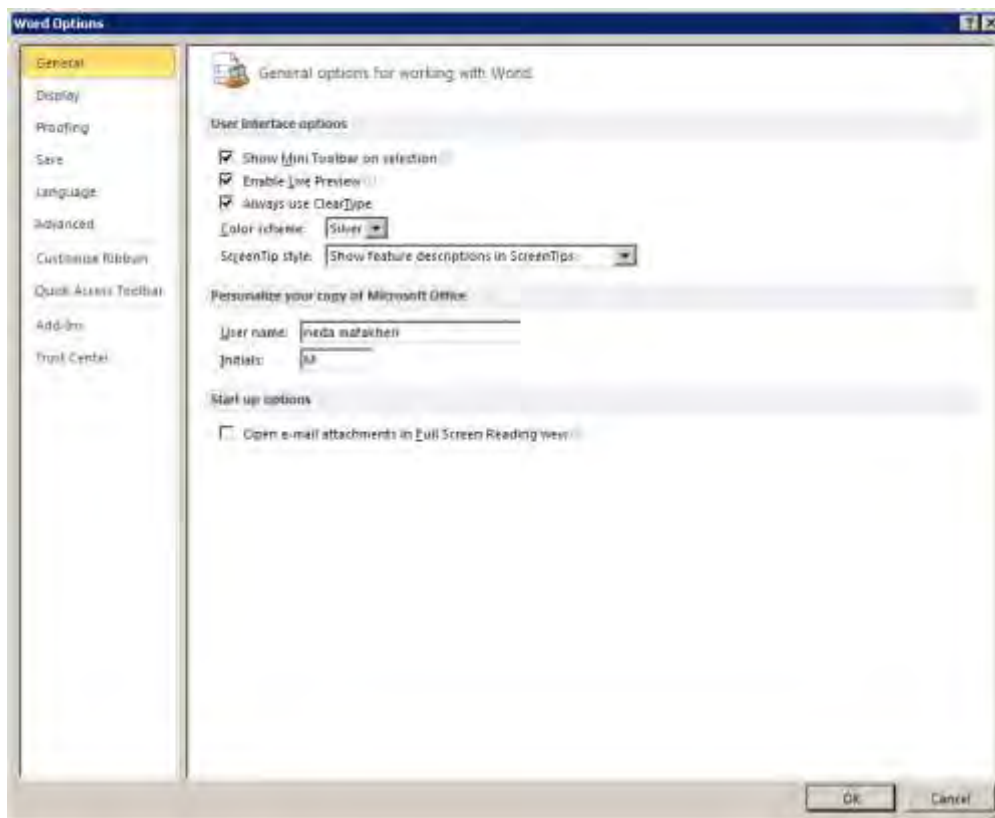 Word Options
General
Display
Proofing
Save
Language
Advanced
Customize Ribbon
Quick Access Toolbar
Add-Ins
Trust Center
General options for working with Word.
User Interface options
Show Mini Toolbar on selection
Enable Live Preview
Always use ClearType
Color scheme: Silver
ScreenTip style: Show feature descriptions in ScreenTips
Personalize your copy of Microsoft Office
User name: neda mafakheri
Initials:
Start up options
Open e-mail attachments in Full Screen Reading view
OK
Cancel